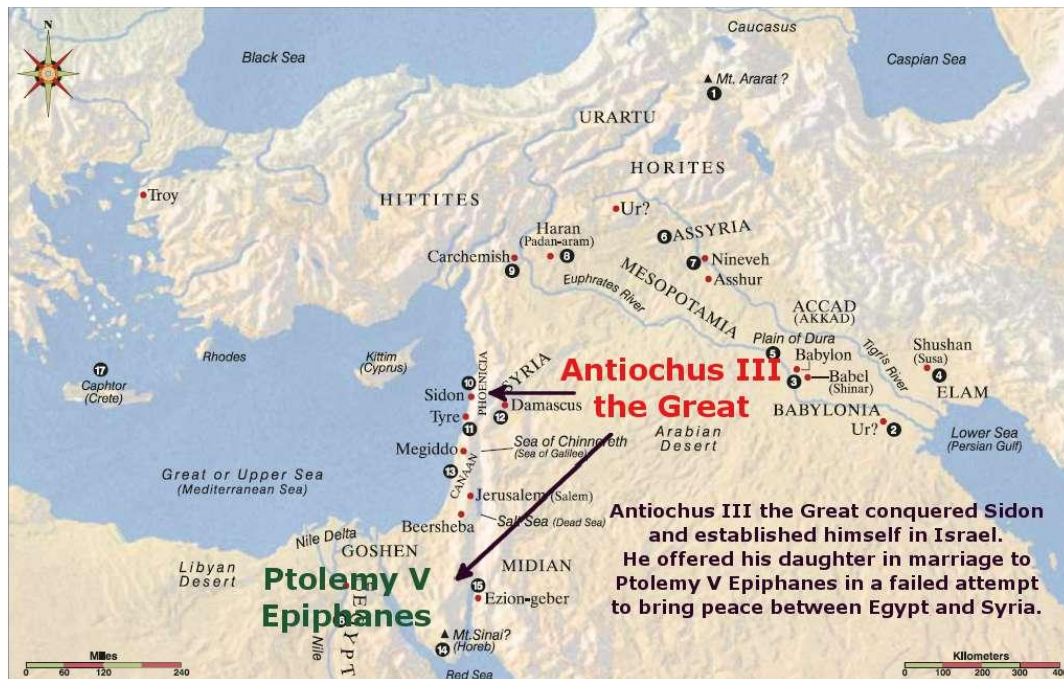 N
Black Sea
Caucasus
Caspian Sea
Mt. Ararat ?
1
URARTU
HORITES
HITTITES
Troy
Ur?
Haran
(Padan-aram)
8
6
ASSYRIA
Carchemish
9
7
Nineveh
Asshur
MESOPOTAMIA
Euphrates River
ACCAD
(AKKAD)
Plain of Dura
5
Tigris River
Shushan
(Susa)
4
ELAM
Babylon
3
Babel
(Shinar)
BABYLONIA
Ur?
2
Lower Sea
(Persian Gulf)
Rhodes
17
Caphtor
(Crete)
Kittim
(Cyprus)
10
PHOENICIA
SYRIA
Antiochus III
the Great
Sidon
Damascus
12
Tyre
11
Arabian
Desert
Megiddo
Sea of Chinnereth
(Sea of Galilee)
13
CANAAN
Great or Upper Sea
(Mediterranean Sea)
Jerusalem (Salem)
Salt Sea (Dead Sea)
Beersheba
Antiochus III the Great conquered Sidon
and established himself in Israel.
He offered his daughter in marriage to
Ptolemy V Epiphanes in a failed attempt
to bring peace between Egypt and Syria.
Nile Delta
GOSHEN
Libyan
Desert
MIDIAN
Ptolemy V
Epiphanes
15
Ezion-geber
EGYPT
Nile
Mt.Sinai?
(Horeb)
14
Red Sea
Miles
0 60 120 240
Kilometers
0 100 200 300 400